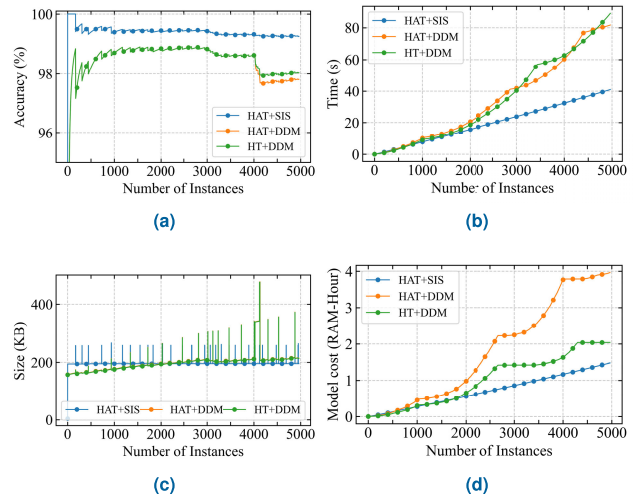 100
98
96
Accuracy (%)
HAT+SIS
HAT+DDM
HT+DDM
0 1000 2000 3000 4000 5000
Number of Instances
(a)
80
60
40
20
0
Time (s)
HAT+SIS
HAT+DDM
HT+DDM
0 1000 2000 3000 4000 5000
Number of Instances
(b)
400
200
0
Size (KB)
HAT+SIS HAT+DDM HT+DDM
0 1000 2000 3000 4000 5000
Number of Instances
(c)
4
3
2
1
0
Model cost (RAM-Hour)
HAT+SIS
HAT+DDM
HT+DDM
0 1000 2000 3000 4000 5000
Number of Instances
(d)